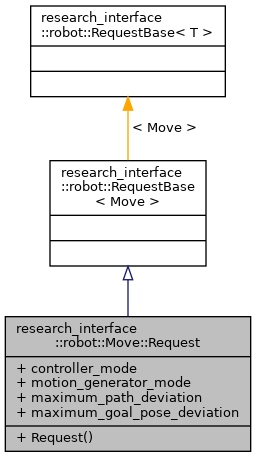 research_interface
::robot::RequestBase< T >
< Move >
research_interface
::robot::RequestBase
< Move >
research_interface
::robot::Move::Request
+ controller_mode
+ motion_generator_mode
+ maximum_path_deviation
+ maximum_goal_pose_deviation
+ Request()